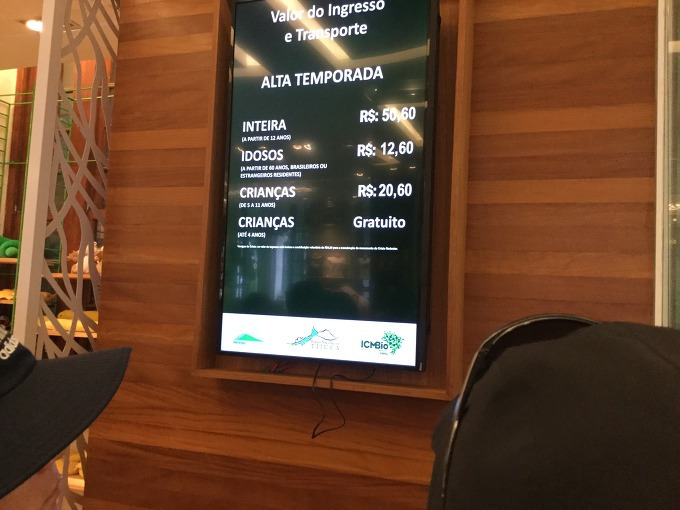 Valor do Ingresso
e Transporte
ALTA TEMPORADA
INTEIRA R$: 50,60
(A PARTIR DE 12 ANOS)
IDOSOS R$: 12,60
(A PARTIR DE 60 ANOS, BRASILEIROS OU
ESTRANGEIROS RESIDENTES)
CRIANÇAS R$: 20,60
(DE 5 A 11 ANOS)
CRIANÇAS Gratuito
(ATÉ 4 ANOS)
TIJUCA
ICMBio